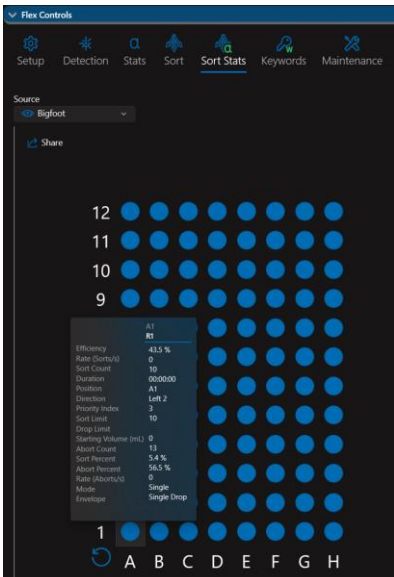 Flex Controls
Setup Detection Stats Sort Sort Stats Keywords Maintenance
Source
Bigfoot
Share
12
11
10
9
A1
R1
Efficiency 43.5 %
Rate (Sorts/s) 0
Sort Count 10
Duration 00:00:00
Position A1
Direction Left 2
Priority Index 3
Sort Limit 10
Drop Limit
Starting Volume (mL) 0
Abort Count 13
Sort Percent 5.4 %
Abort Percent 56.5 %
Rate (Aborts/s) 0
Mode Single
Envelope Single Drop
1
A B C D E F G H